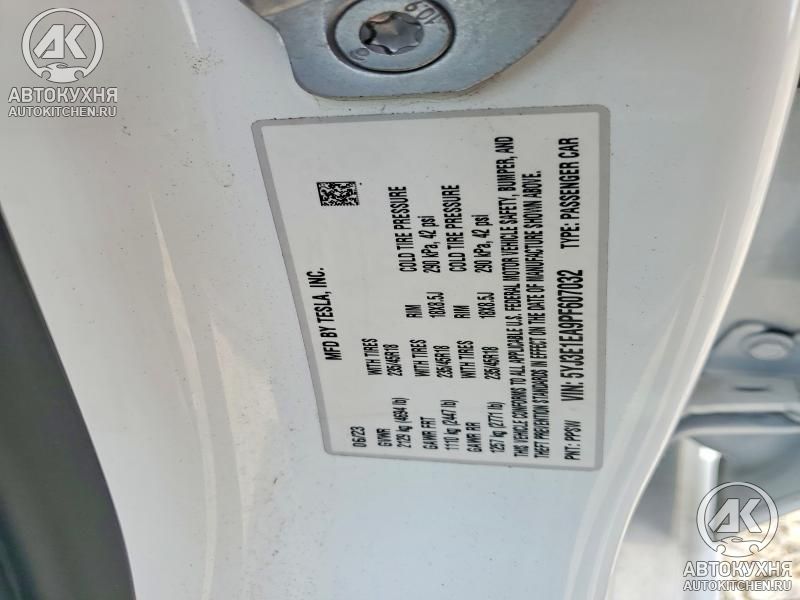 АК
АВТОКУХНЯ
AUTOKITCHEN.RU
10.9
MFD BY TESLA, INC.
06/23
GVWR WITH TIRES RIM COLD TIRE PRESSURE
2129 kg (4694 lb) 235/45R18 18X8.5J 290 kPa, 42 psi
GAWR FRT WITH TIRES RIM COLD TIRE PRESSURE
1110 kg (2447 lb) 235/45R18 18X8.5J 290 kPa, 42 psi
GAWR RR
1257 kg (2771 lb) 235/45R18
THIS VEHICLE CONFORMS TO ALL APPLICABLE U.S. FEDERAL MOTOR VEHICLE SAFETY, BUMPER, AND
THEFT PREVENTION STANDARDS IN EFFECT ON THE DATE OF MANUFACTURE SHOWN ABOVE.
VIN: 5YJ3E1EA9PF607032
PNT: PPSW TYPE: PASSENGER CAR
АК
АВТОКУХНЯ
AUTOKITCHEN.RU